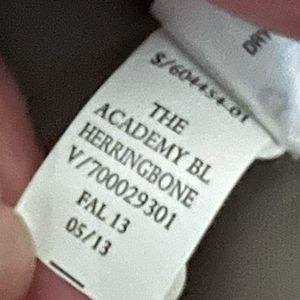 S/604454-01
THE
ACADEMY BL
HERRINGBONE
V/700029301
FAL 13
05/13